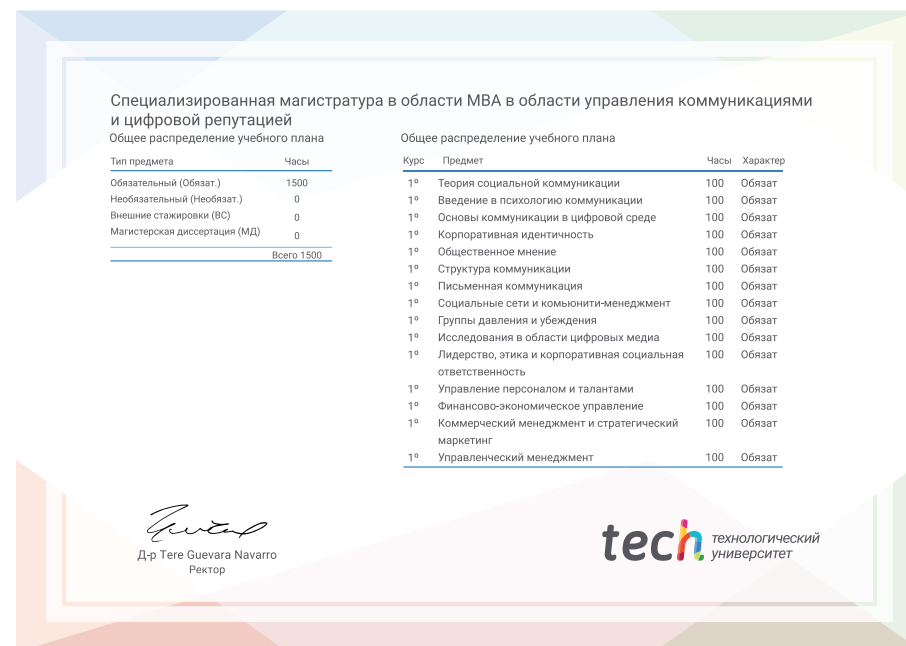 Специализированная магистратура в области MBA в области управления коммуникациями
и цифровой репутацией
Общее распределение учебного плана
Тип предмета Часы
Обязательный (Обязат.) 1500
Необязательный (Необязат.) 0
Внешние стажировки (ВС) 0
Магистерская диссертация (МД) 0
Всего 1500
Общее распределение учебного плана
Курс Предмет Часы Характер
1º Теория социальной коммуникации 100 Обязат
1º Введение в психологию коммуникации 100 Обязат
1º Основы коммуникации в цифровой среде 100 Обязат
1º Корпоративная идентичность 100 Обязат
1º Общественное мнение 100 Обязат
1º Структура коммуникации 100 Обязат
1º Письменная коммуникация 100 Обязат
1º Социальные сети и комьюнити-менеджмент 100 Обязат
1º Группы давления и убеждения 100 Обязат
1º Исследования в области цифровых медиа 100 Обязат
1º Лидерство, этика и корпоративная социальная 100 Обязат
ответственность
1º Управление персоналом и талантами 100 Обязат
1º Финансово-экономическое управление 100 Обязат
1º Коммерческий менеджмент и стратегический 100 Обязат
маркетинг
1º Управленческий менеджмент 100 Обязат
Д-р Tere Guevara Navarro
Ректор
tech технологический
университет